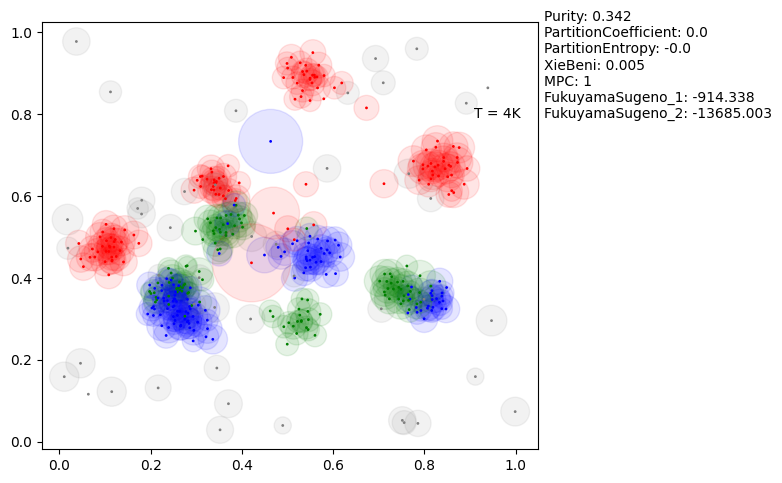 Purity: 0.342
PartitionCoefficient: 0.0
PartitionEntropy: -0.0
XieBeni: 0.005
MPC: 1
FukuyamaSugeno_1: -914.338
FukuyamaSugeno_2: -13685.003
T = 4K
1.0
0.8
0.6
0.4
0.2
0.0
0.0 0.2 0.4 0.6 0.8 1.0